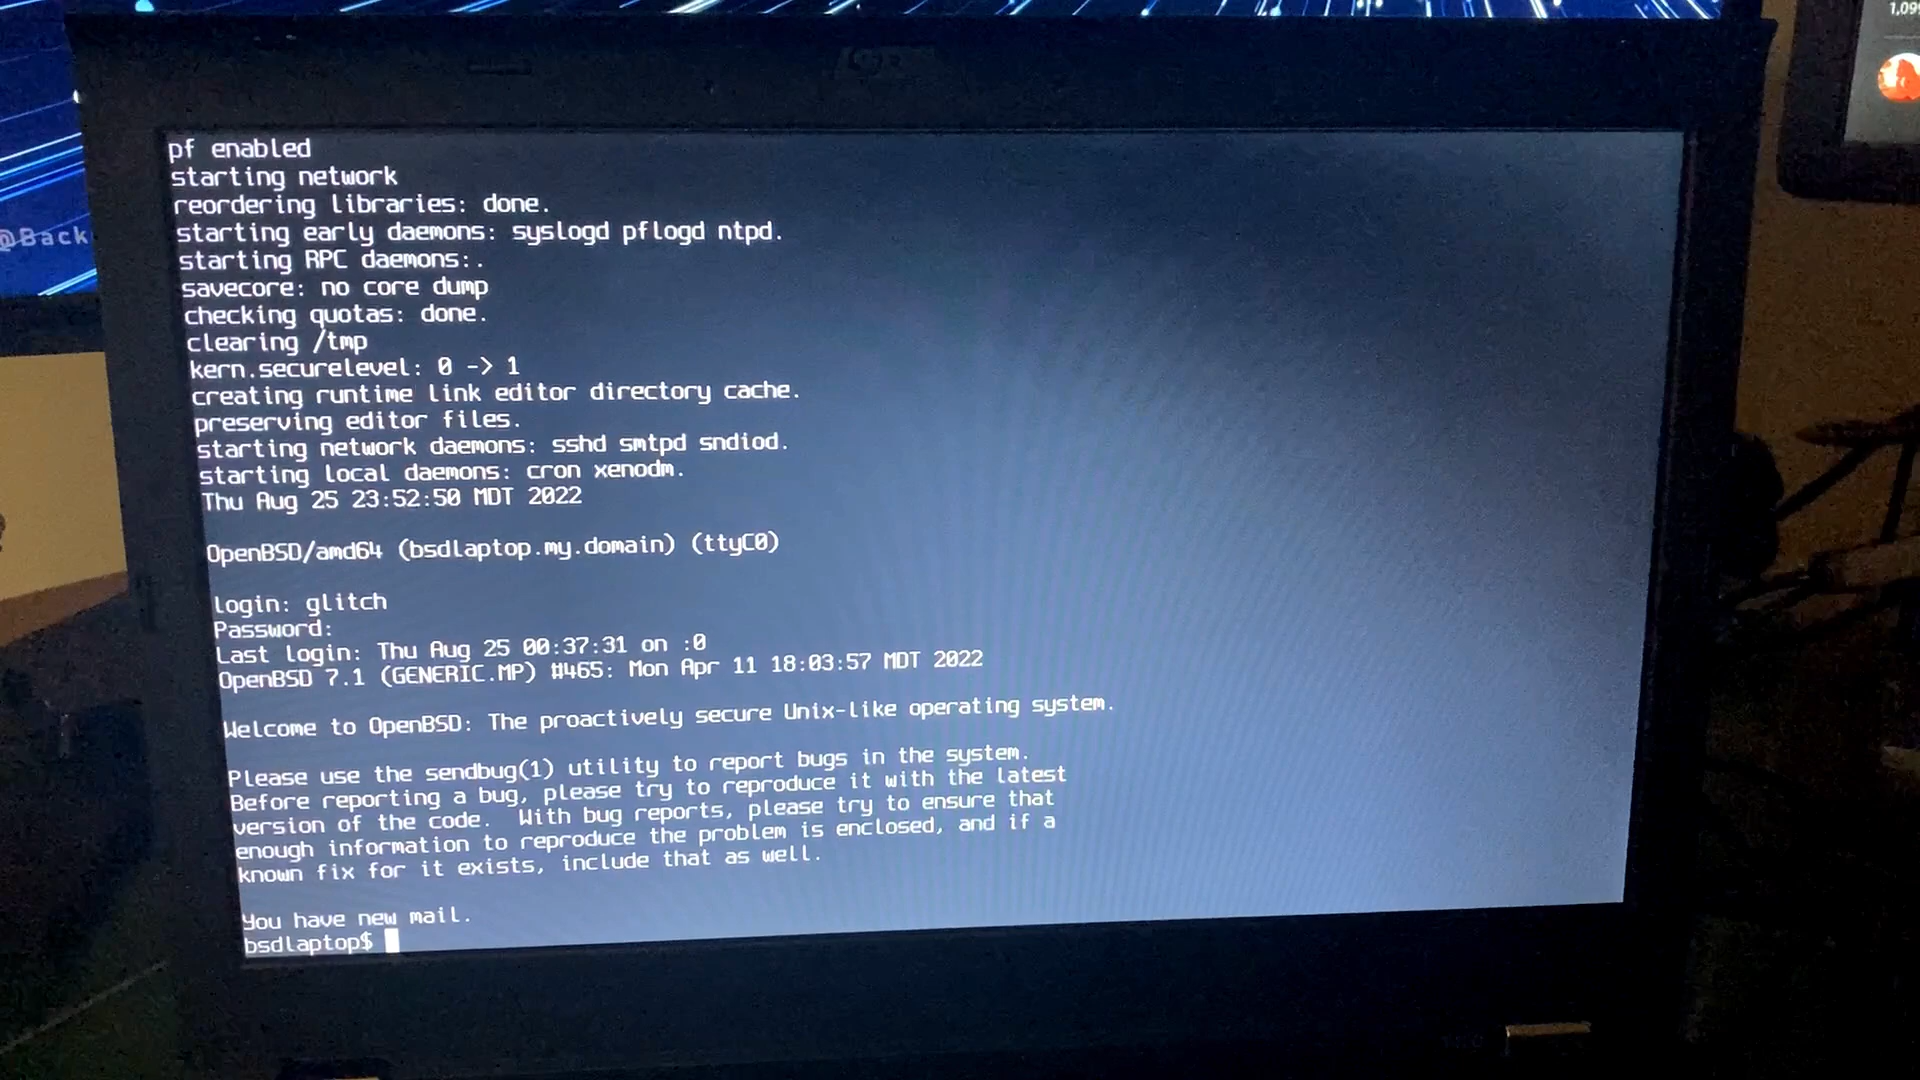 1,099
@Back
pf enabled
starting network
reordering libraries: done.
starting early daemons: syslogd pflogd ntpd.
starting RPC daemons:.
savecore: no core dump
checking quotas: done.
clearing /tmp
kern.securelevel: 0 -> 1
creating runtime link editor directory cache.
preserving editor files.
starting network daemons: sshd smtpd sndiod.
starting local daemons: cron xenodm.
Thu Aug 25 23:52:50 MDT 2022
OpenBSD/amd64 (bsdlaptop.my.domain) (ttyC0)
login: glitch
Password:
Last login: Thu Aug 25 00:37:31 on :0
OpenBSD 7.1 (GENERIC.MP) #465: Mon Apr 11 18:03:57 MDT 2022
Welcome to OpenBSD: The proactively secure Unix-like operating system.
Please use the sendbug(1) utility to report bugs in the system.
Before reporting a bug, please try to reproduce it with the latest
version of the code.  With bug reports, please try to ensure that
enough information to reproduce the problem is enclosed, and if a
known fix for it exists, include that as well.
You have new mail.
bsdlaptop$